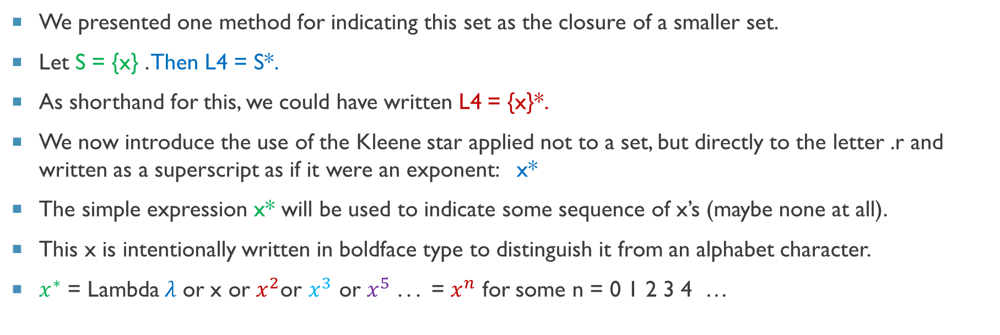 ▪ We presented one method for indicating this set as the closure of a smaller set.
▪ Let S = {x} . Then L4 = S*.
▪ As shorthand for this, we could have written L4 = {x}*.
▪ We now introduce the use of the Kleene star applied not to a set, but directly to the letter .r and
written as a superscript as if it were an exponent: x*
▪ The simple expression x* will be used to indicate some sequence of x’s (maybe none at all).
▪ This x is intentionally written in boldface type to distinguish it from an alphabet character.
▪ x* = Lambda λ or x or x² or x³ or x⁵ … = xⁿ for some n = 0 1 2 3 4 …